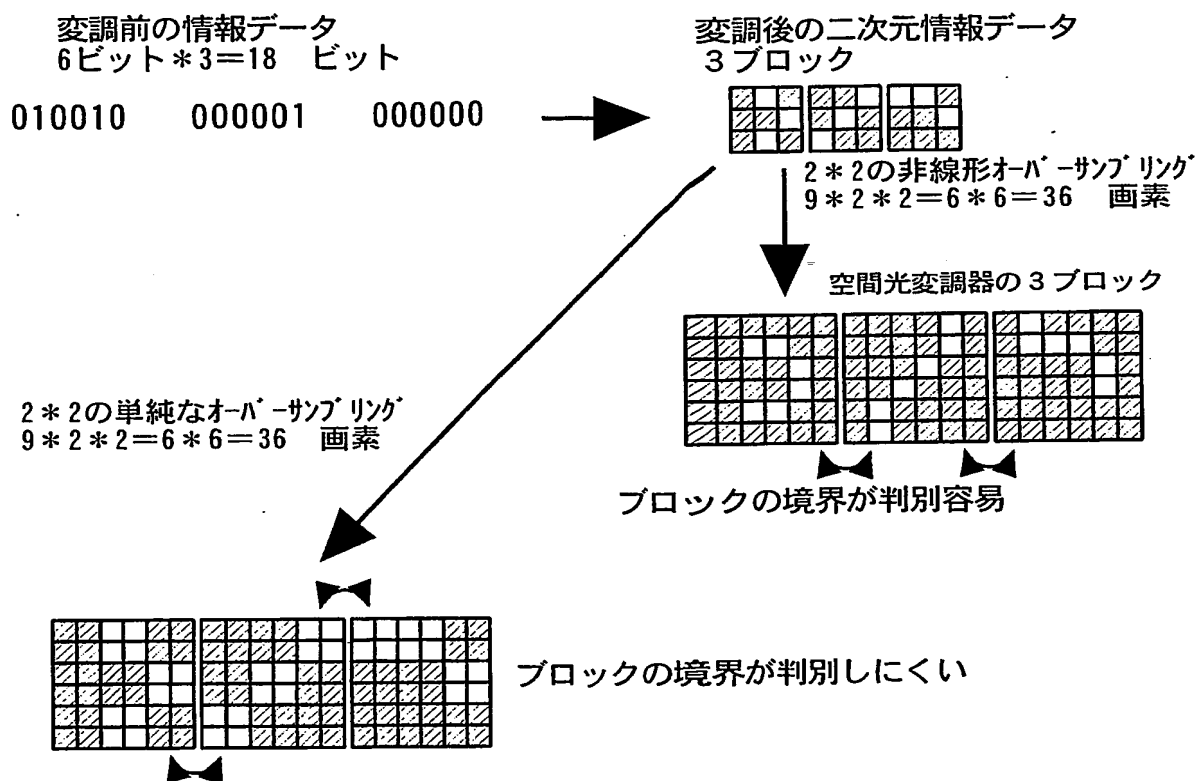 変調前の情報データ
6ビット*3=18 ビット
010010 000001 000000
変調後の二次元情報データ
3ブロック
2*2の非線形オーバーサンプリング
9*2*2=6*6=36 画素
空間光変調器の3ブロック
2*2の単純なオーバーサンプリング
9*2*2=6*6=36 画素
ブロックの境界が判別容易
ブロックの境界が判別しにくい